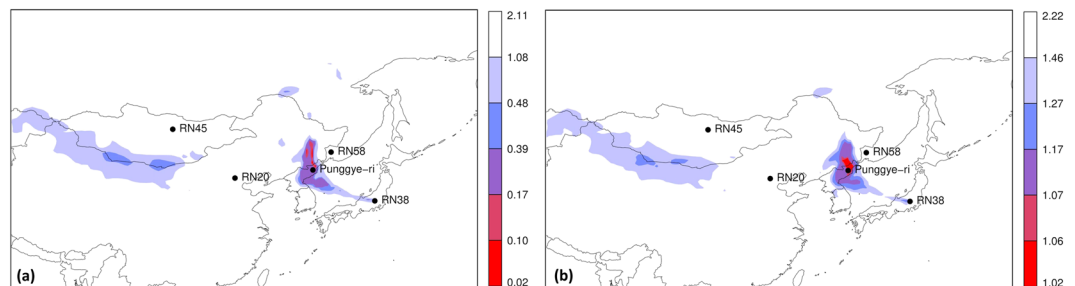 RN45
RN58
Punggye-ri
RN20
RN38
(a)
2.11
1.08
0.48
0.39
0.17
0.10
0.02
RN45
RN58
Punggye-ri
RN20
RN38
(b)
2.22
1.46
1.27
1.17
1.07
1.06
1.02